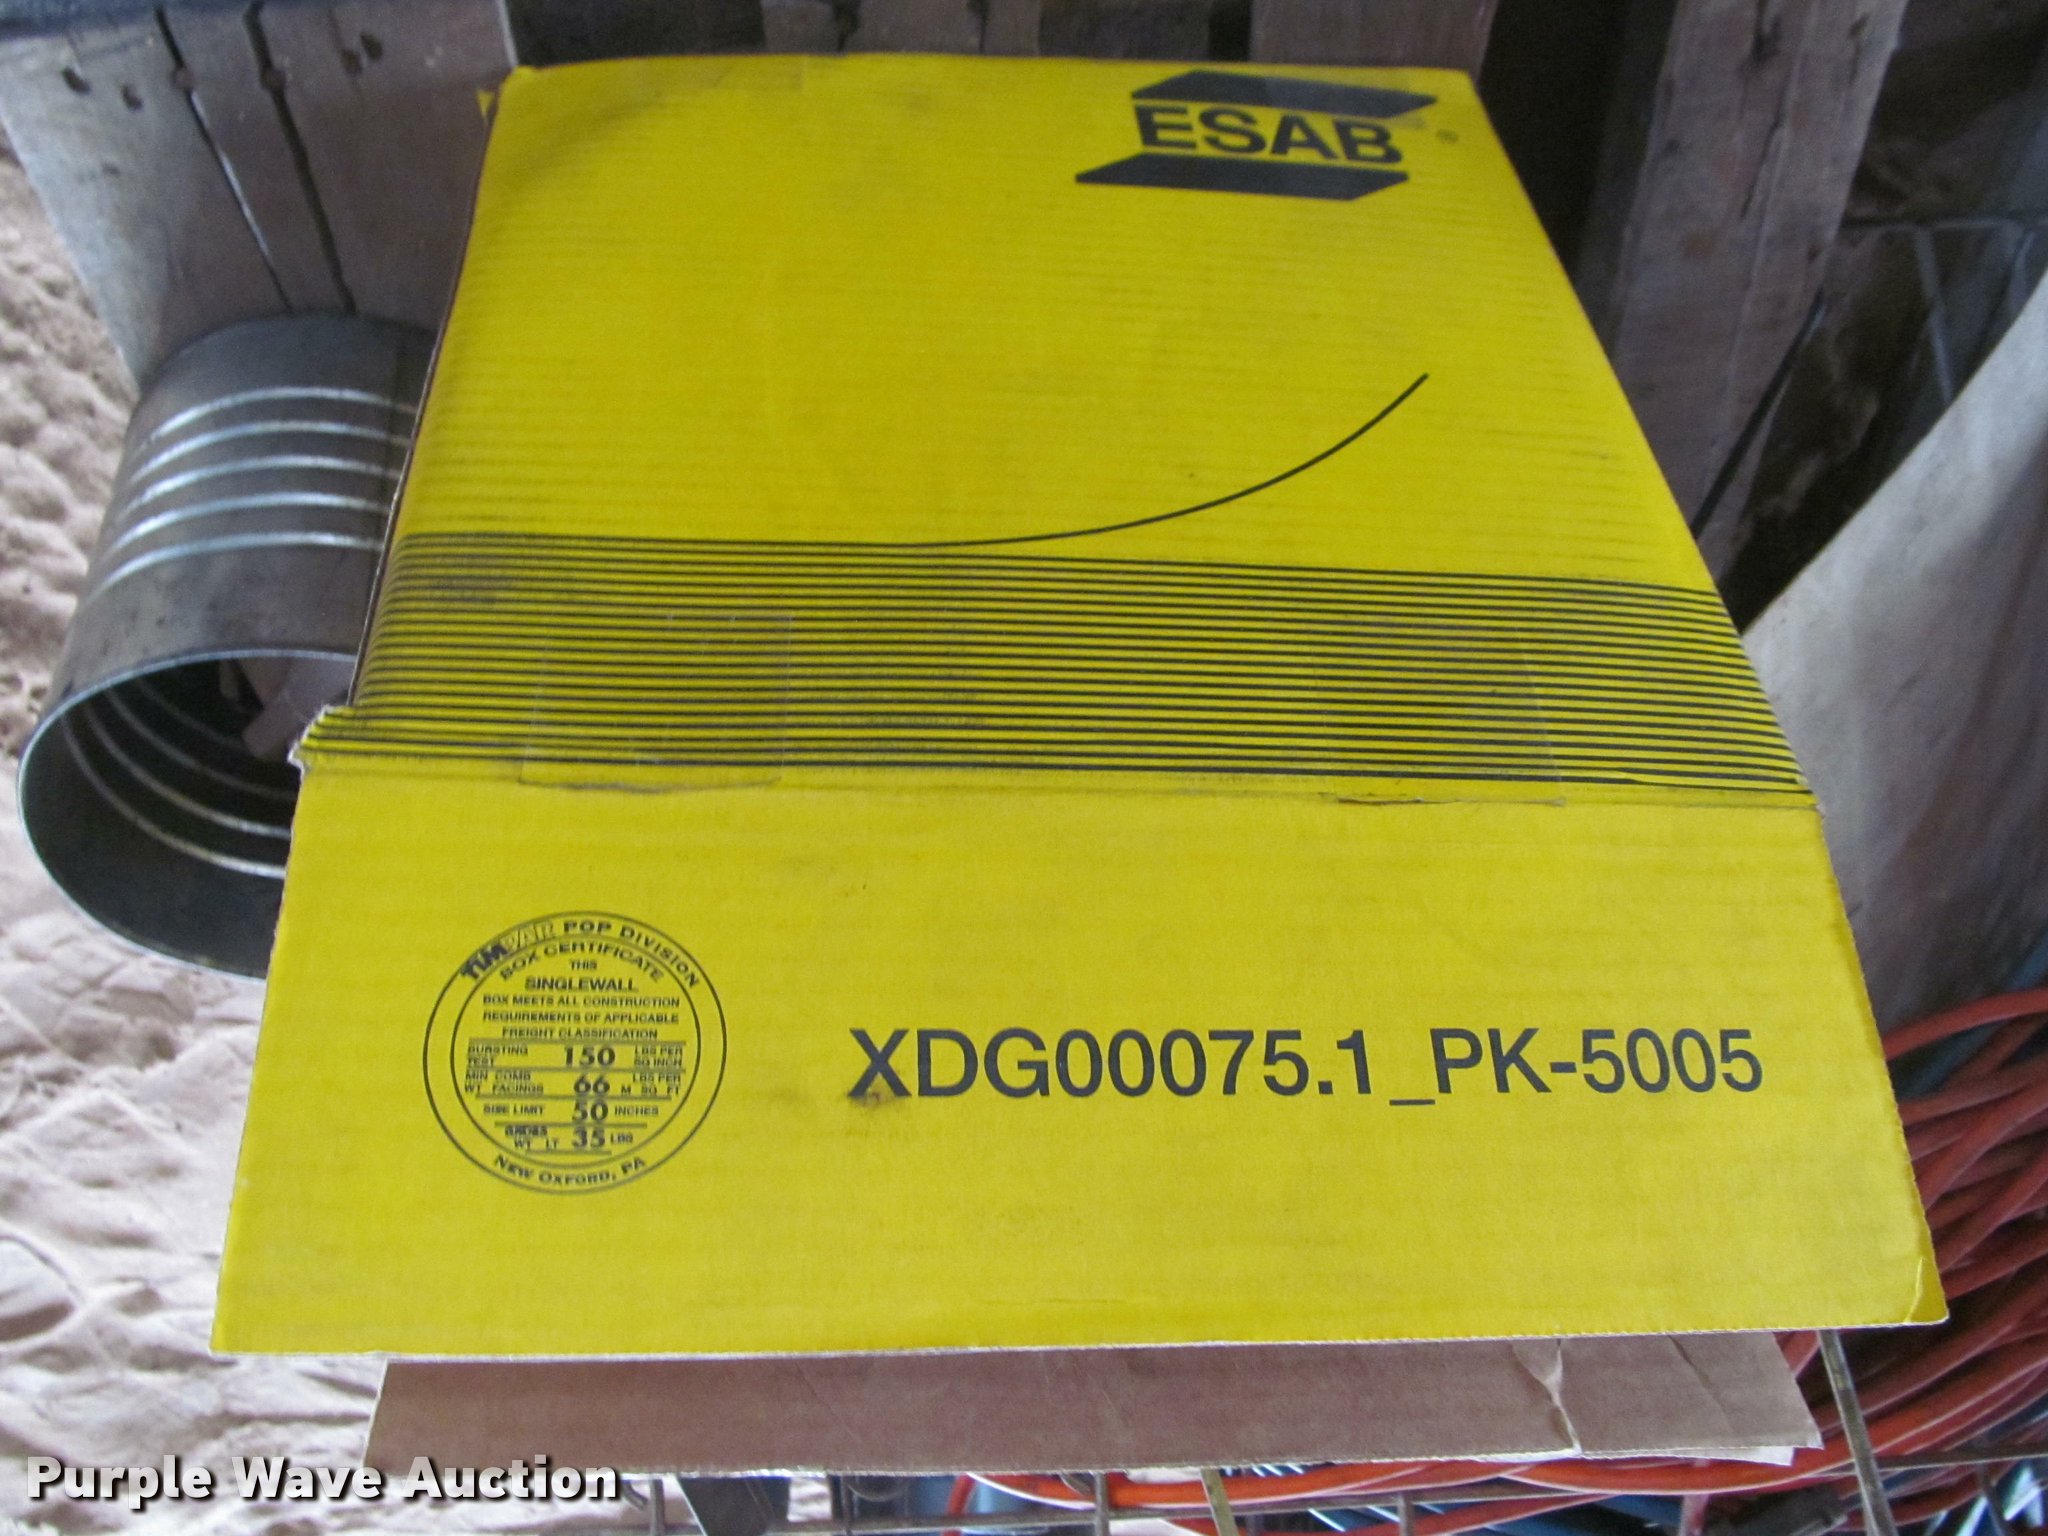 ESAB ®
TIMBAR POP DIVISION
BOX CERTIFICATE
THIS
SINGLEWALL
BOX MEETS ALL CONSTRUCTION
REQUIREMENTS OF APPLICABLE
FREIGHT CLASSIFICATION
BURSTING TEST 150 LBS PER SQ INCH
MIN COMB WT FACINGS 66 LBS PER M SQ FT
SIZE LIMIT 50 INCHES
GROSS WT LT 35 LBS
NEW OXFORD, PA
XDG00075.1_PK-5005
Purple Wave Auction